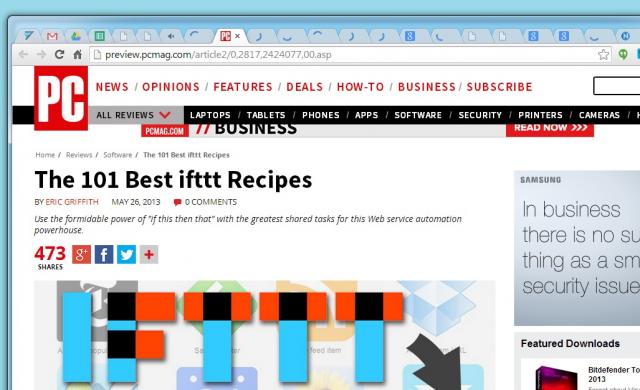 preview.pcmag.com/article2/0,2817,2424077,00.asp
PC
NEWS / OPINIONS / FEATURES / DEALS / HOW-TO / BUSINESS / SUBSCRIBE
ALL REVIEWS LAPTOPS / TABLETS / PHONES / APPS / SOFTWARE / SECURITY / PRINTERS / CAMERAS /
PCMAG.COM // BUSINESS READ NOW >>>
Home / Reviews / Software / The 101 Best ifttt Recipes
The 101 Best ifttt Recipes
BY ERIC GRIFFITH MAY 26, 2013 0 COMMENTS
Use the formidable power of "if this then that" with the greatest shared tasks for this Web service automation
powerhouse.
473
SHARES
IFTTT
SAMSUNG
In business
there is no su
thing as a sm
security issue
Featured Downloads
Bitdefender To
2013